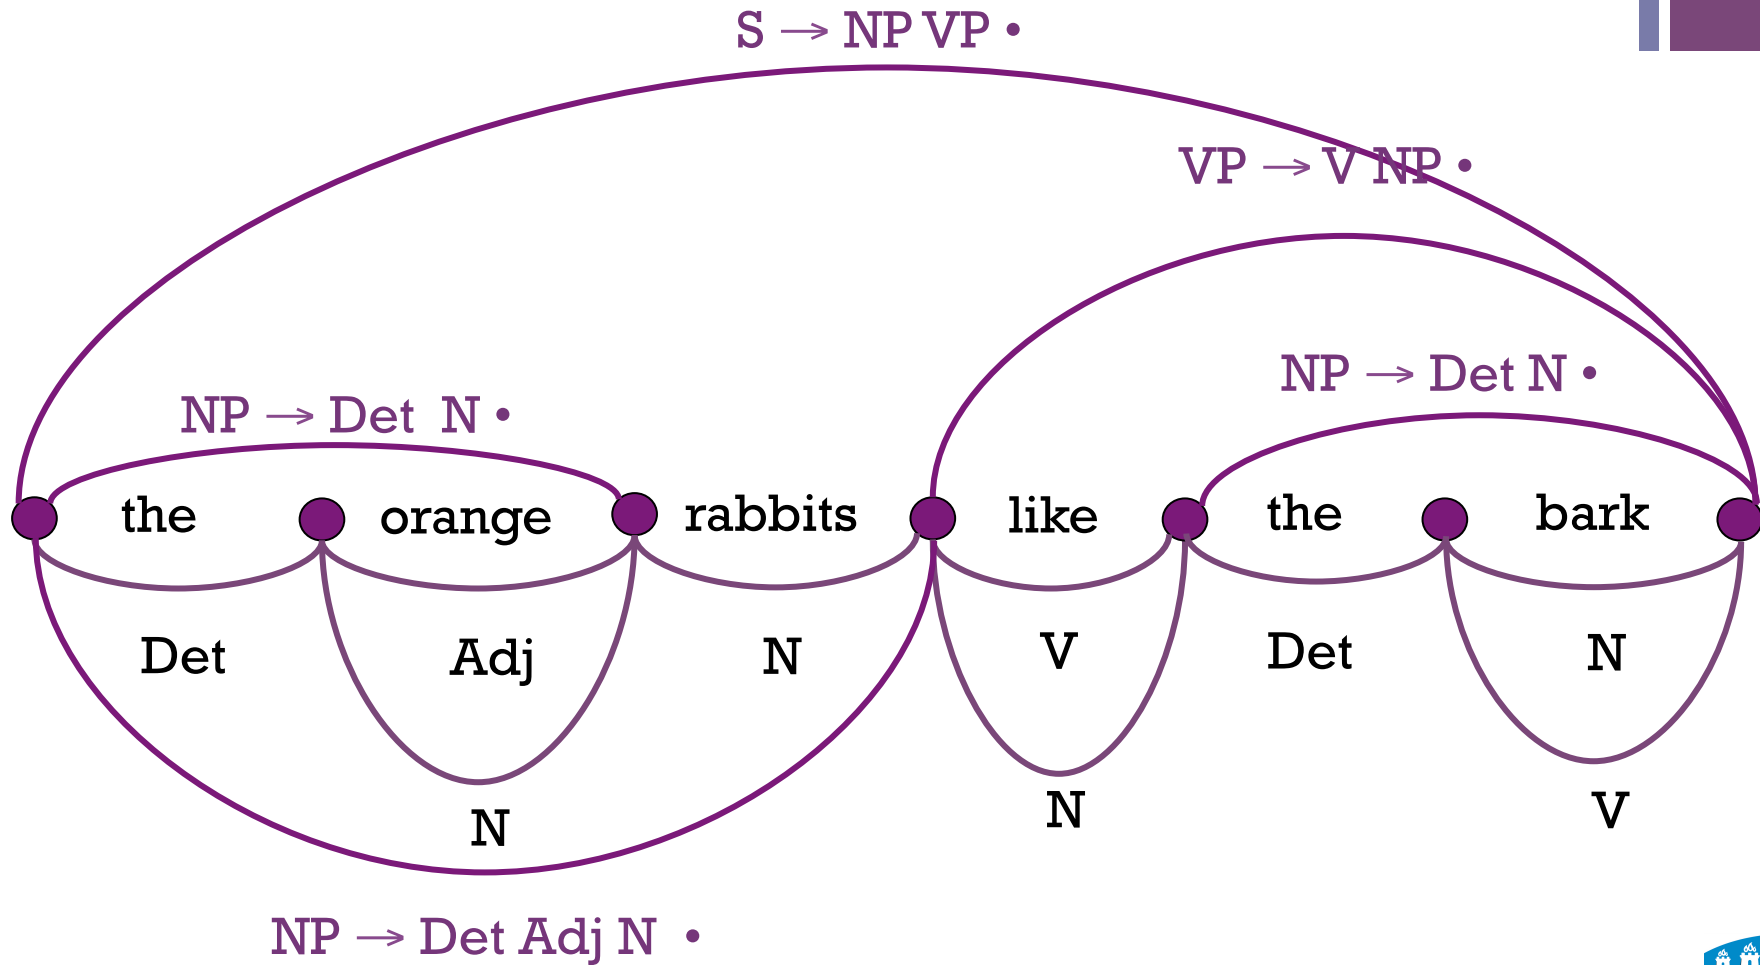 S → NP VP •
VP → V NP •
NP → Det N •
NP → Det N •
the orange rabbits like the bark
Det Adj N V Det N
N N V
NP → Det Adj N •